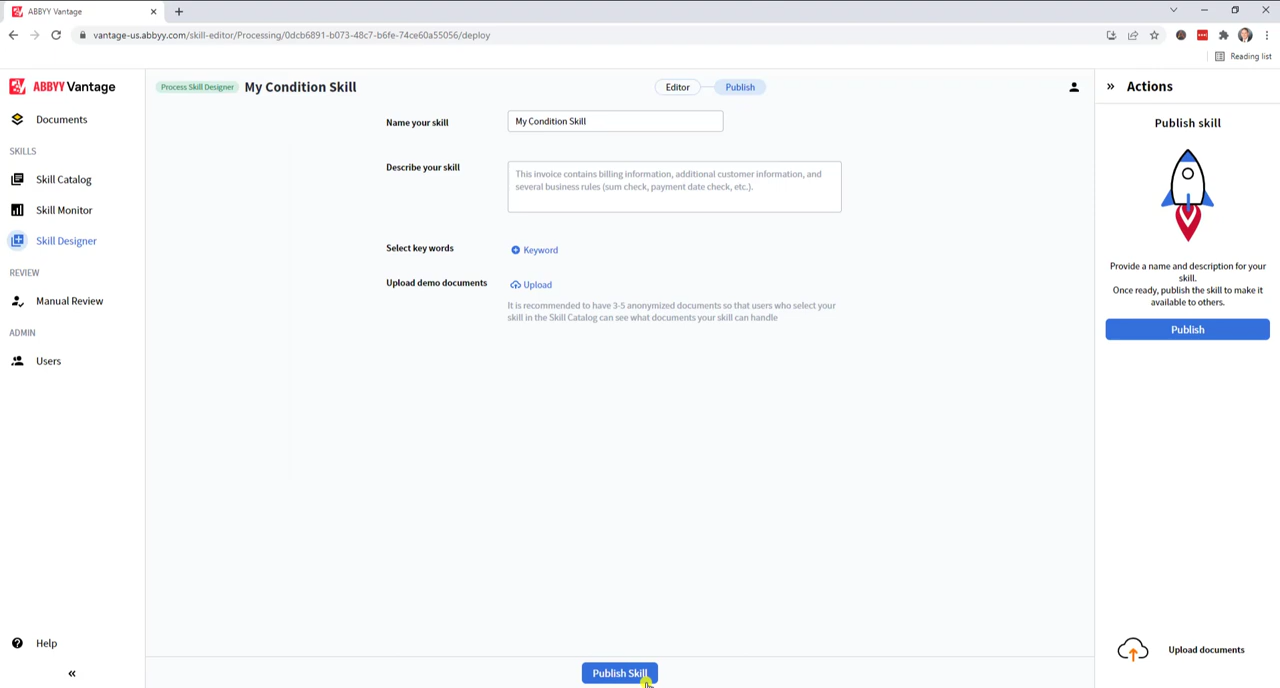 ABBYY Vantage
vantage-us.abbyy.com/skill-editor/Processing/0dcb6891-b073-48c7-b6fe-74ce60a55056/deploy
Reading list
ABBYY Vantage
Documents
SKILLS
Skill Catalog
Skill Monitor
Skill Designer
REVIEW
Manual Review
ADMIN
Users
Help
Process Skill Designer My Condition Skill
Editor
Publish
Name your skill
My Condition Skill
Describe your skill
This invoice contains billing information, additional customer information, and
several business rules (sum check, payment date check, etc.).
Select key words
Keyword
Upload demo documents
Upload
It is recommended to have 3-5 anonymized documents so that users who select your
skill in the Skill Catalog can see what documents your skill can handle
Publish Skill
Actions
Publish skill
Provide a name and description for your
skill.
Once ready, publish the skill to make it
available to others.
Publish
Upload documents